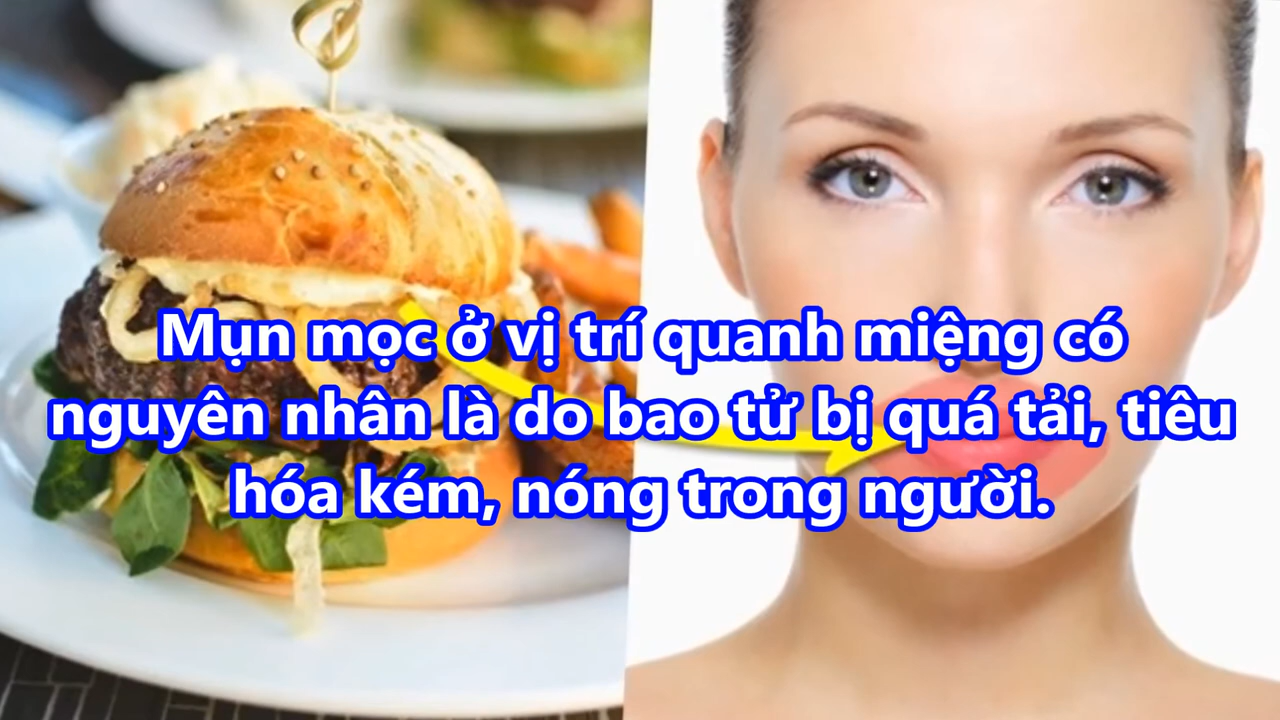 Mụn mọc ở vị trí quanh miệng có
nguyên nhân là do bao tử bị quá tải, tiêu
hóa kém, nóng trong người.